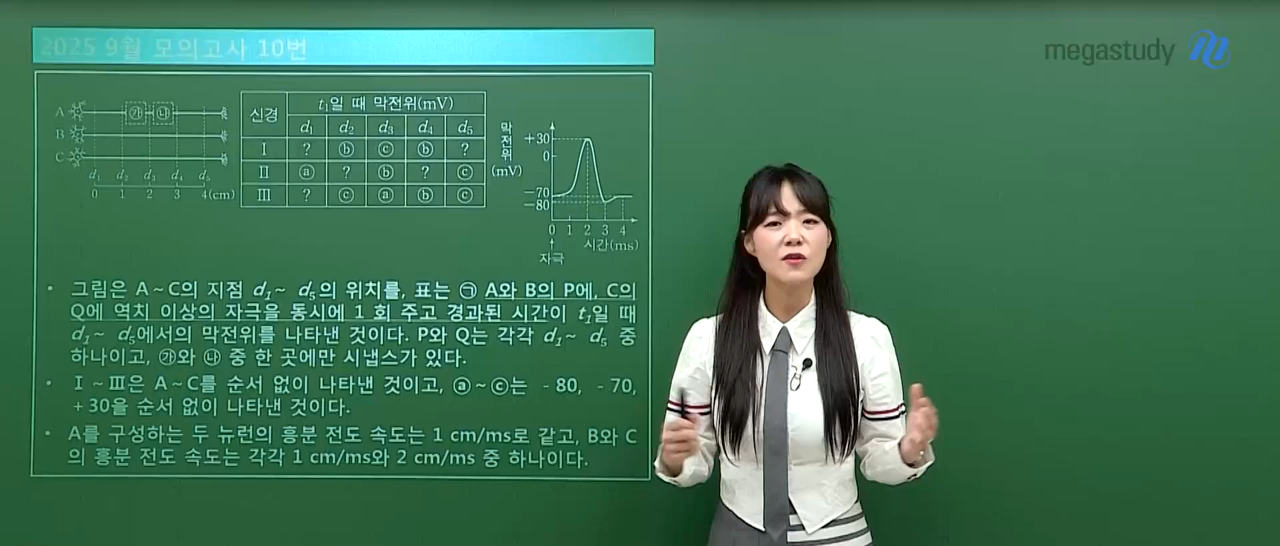 2025 9월 모의고사 10번
megastudy
A ㉮ ㉯
B
C
d₁ d₂ d₃ d₄ d₅
0 1 2 3 4(cm)
신경 t₁일 때 막전위(mV)
d₁ d₂ d₃ d₄ d₅
Ⅰ ? ⓑ ⓒ ⓑ ?
Ⅱ ⓐ ? ⓑ ? ⓒ
Ⅲ ? ⓒ ⓐ ⓑ ⓒ
막전위(mV)
+30
0
-70
-80
0 1 2 3 4
시간(ms)
자극
• 그림은 A~C의 지점 d₁~ d₅의 위치를, 표는 ㉠ A와 B의 P에, C의
Q에 역치 이상의 자극을 동시에 1 회 주고 경과된 시간이 t₁일 때
d₁~ d₅에서의 막전위를 나타낸 것이다. P와 Q는 각각 d₁~ d₅ 중
하나이고, ㉮와 ㉯ 중 한 곳에만 시냅스가 있다.
• Ⅰ~Ⅲ은 A~C를 순서 없이 나타낸 것이고, ⓐ~ⓒ는 -80, -70,
+30을 순서 없이 나타낸 것이다.
• A를 구성하는 두 뉴런의 흥분 전도 속도는 1 cm/ms로 같고, B와 C
의 흥분 전도 속도는 각각 1 cm/ms와 2 cm/ms 중 하나이다.